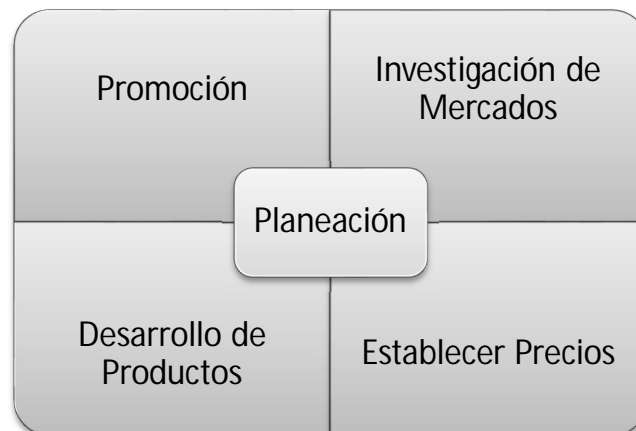 Promoción
Investigación de
Mercados
Planeación
Desarrollo de
Productos
Establecer Precios